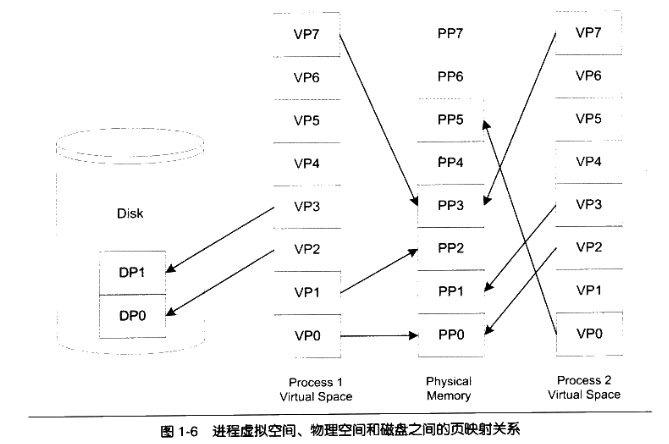 VP7 PP7 VP7
VP6 PP6 VP6
VP5 PP5 VP5
VP4 PP4 VP4
Disk VP3 PP3 VP3
VP2 PP2 VP2
DP1 VP1 PP1 VP1
DP0 VP0 PP0 VP0
Process 1 Physical Process 2
Virtual Space Memory Virtual Space
图 1-6 进程虚拟空间、物理空间和磁盘之间的页映射关系